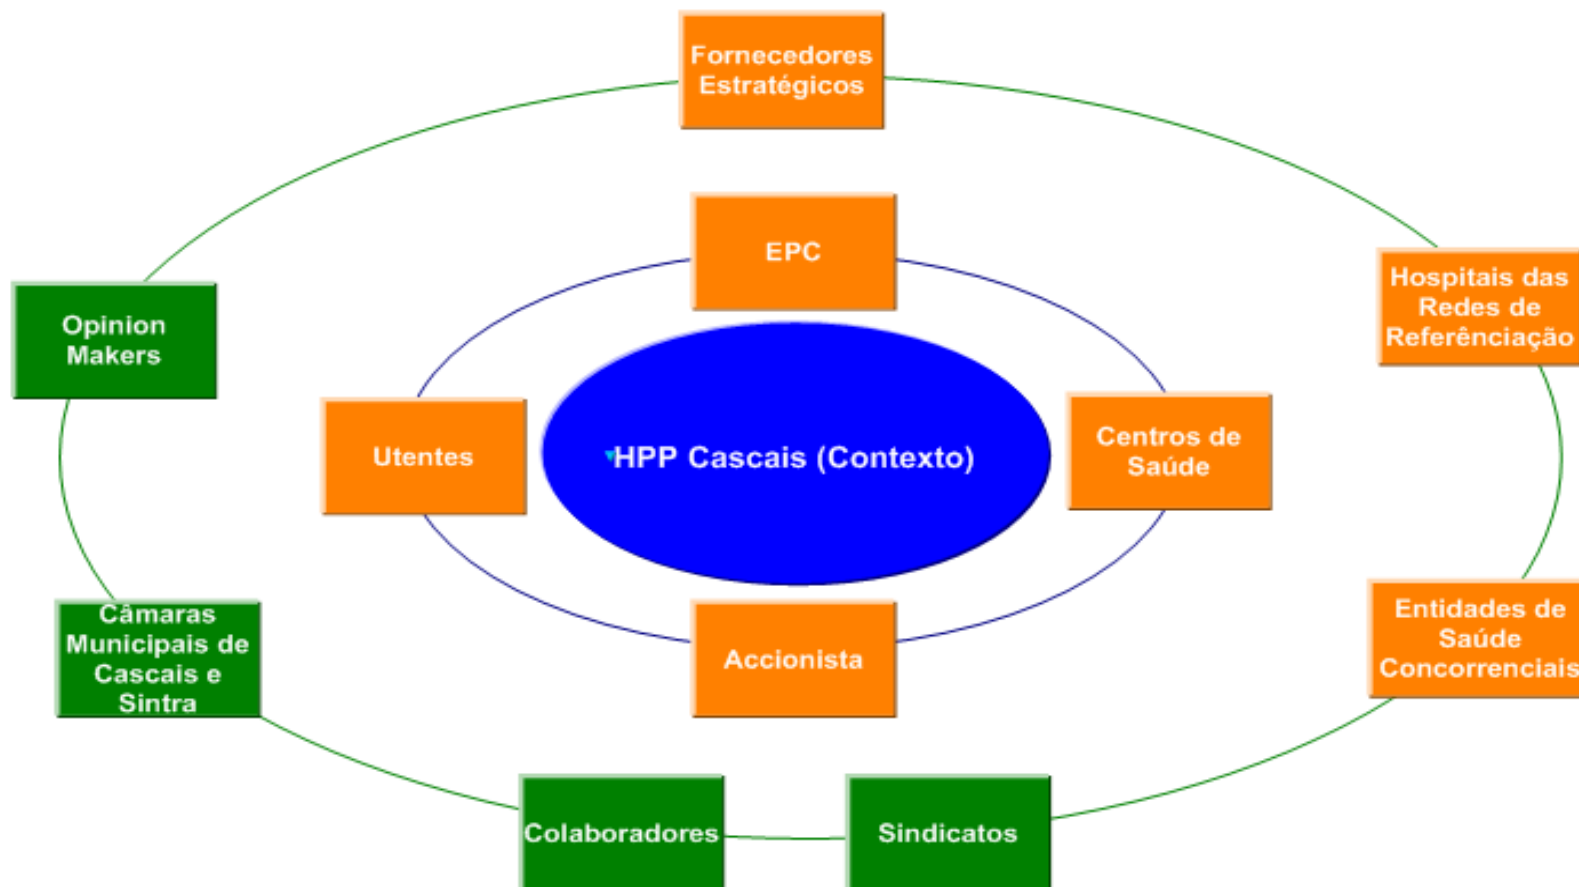 Fornecedores
Estratégicos
EPC
Hospitais das
Redes de
Referênciação
Opinion
Makers
Utentes
HPP Cascais (Contexto)
Centros de
Saúde
Câmaras
Municipais de
Cascais e
Sintra
Accionista
Entidades de
Saúde
Concorrenciais
Colaboradores
Sindicatos